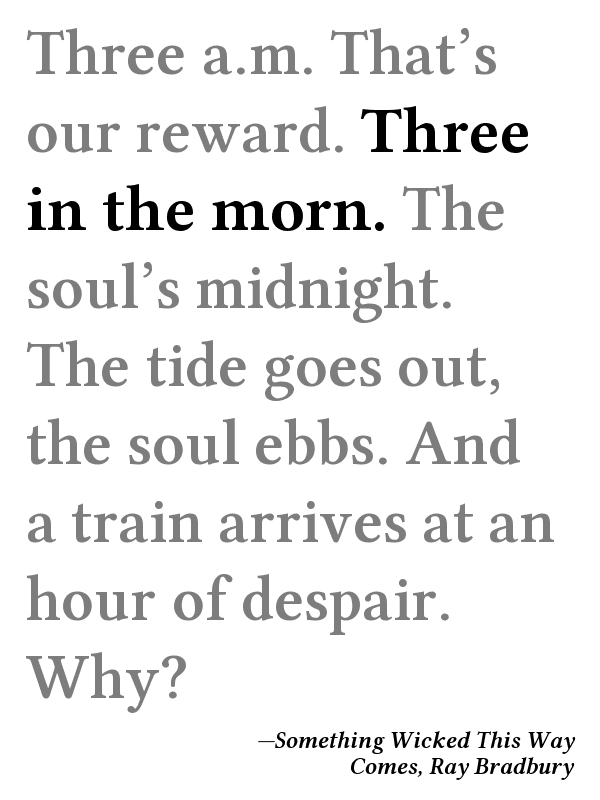 Three a.m. That’s
our reward. Three
in the morn. The
soul’s midnight.
The tide goes out,
the soul ebbs. And
a train arrives at an
hour of despair.
Why?
—Something Wicked This Way
Comes, Ray Bradbury